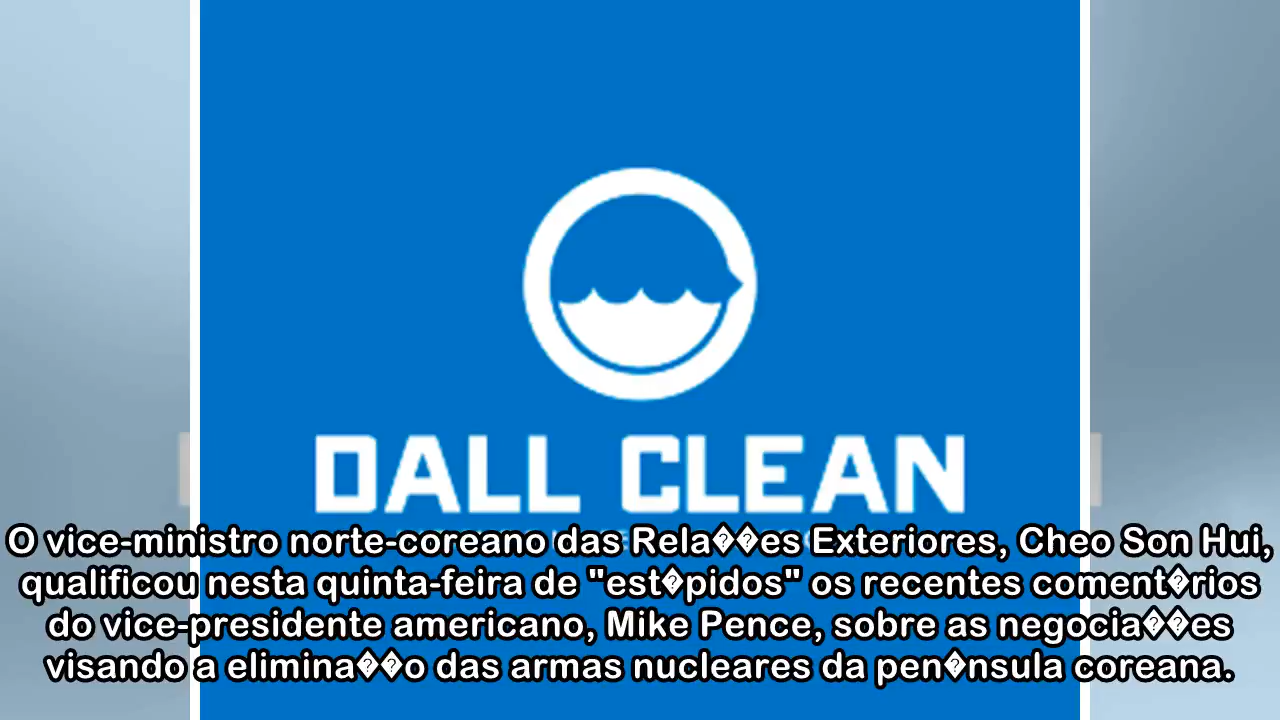 DALL CLEAN
O vice-ministro norte-coreano das Rela��es Exteriores, Cheo Son Hui,
qualificou nesta quinta-feira de "est�pidos" os recentes coment�rios
do vice-presidente americano, Mike Pence, sobre as negocia��es
visando a elimina��o das armas nucleares da pen�nsula coreana.